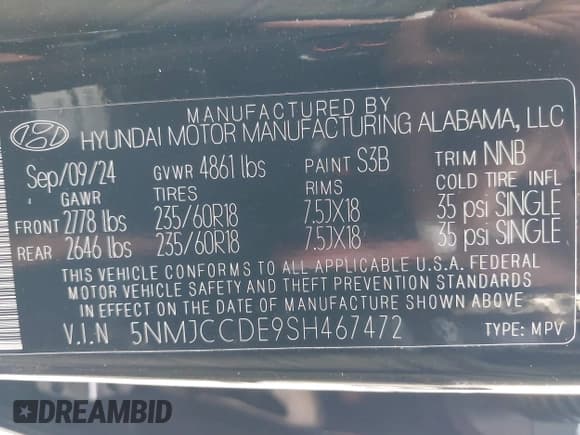 MANUFACTURED BY
HYUNDAI MOTOR MANUFACTURING ALABAMA, LLC
Sep/09/24 GVWR 4861 lbs PAINT S3B TRIM NNB
GAWR TIRES RIMS COLD TIRE INFL
FRONT 2778 lbs 235/60R18 7.5JX18 35 psi SINGLE
REAR 2646 lbs 235/60R18 7.5JX18 35 psi SINGLE
THIS VEHICLE CONFORMS TO ALL APPLICABLE U.S.A. FEDERAL
MOTOR VEHICLE SAFETY AND THEFT PREVENTION STANDARDS
IN EFFECT ON THE DATE OF MANUFACTURE SHOWN ABOVE.
V.I.N 5NMJCCDE9SH467472 TYPE: MPV
DREAMBID